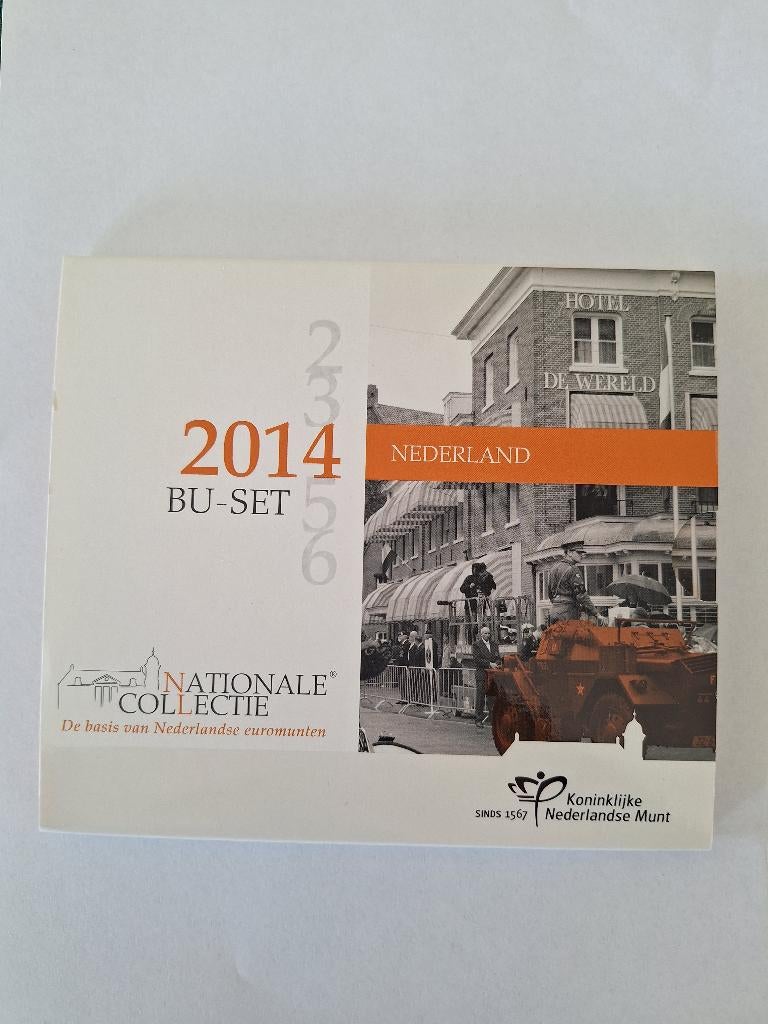 2
3
2014
BU-SET
5
6
NEDERLAND
HOTEL
DE WERELD
NATIONALE®
COLLECTIE
De basis van Nederlandse euromunten
SINDS 1567
Koninklijke
Nederlandse Munt